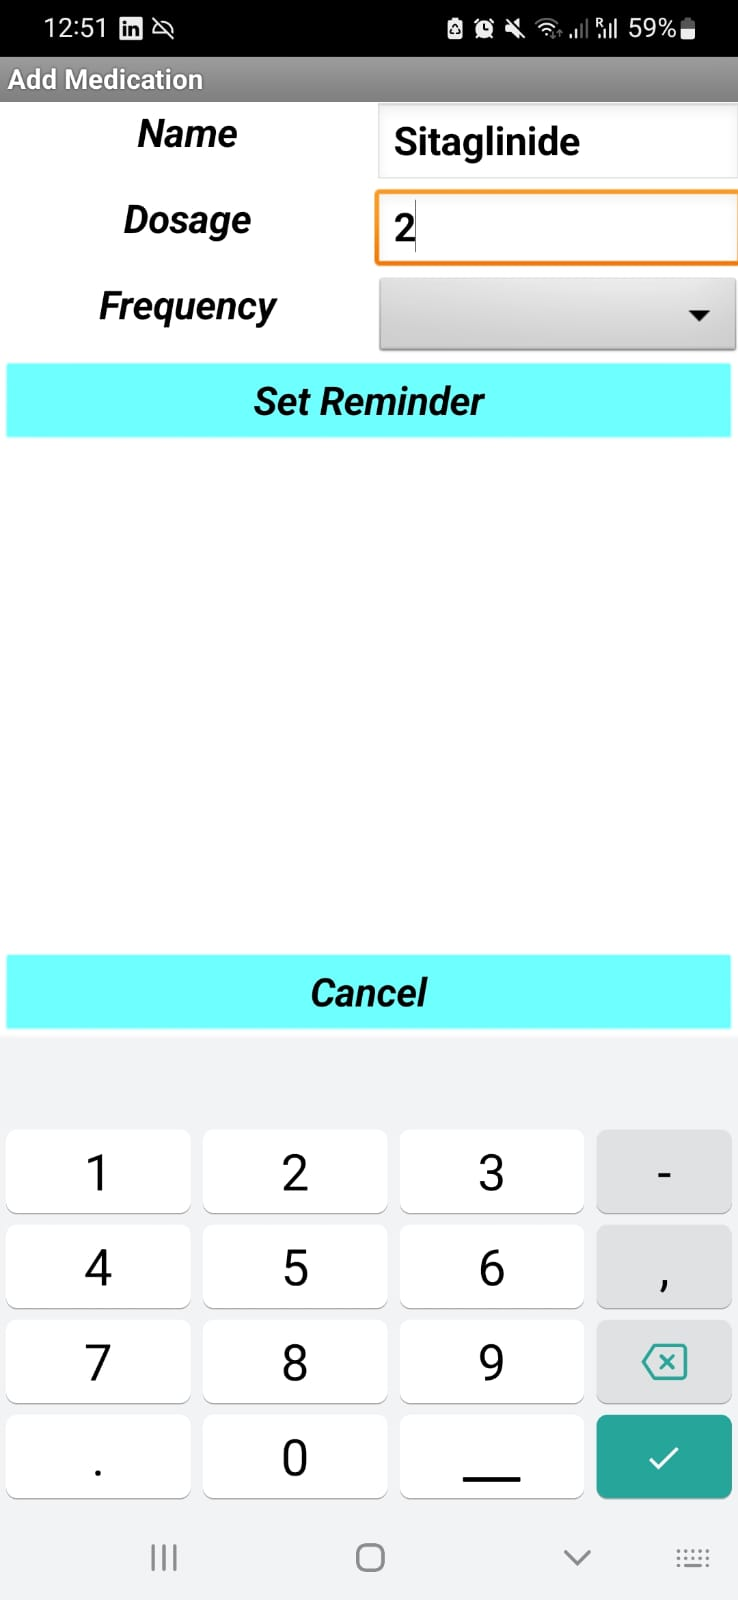 12:51 in 59%
Add Medication
Name Sitaglinide
Dosage 2
Frequency
Set Reminder
Cancel
1 2 3 -
4 5 6 ,
7 8 9
. 0